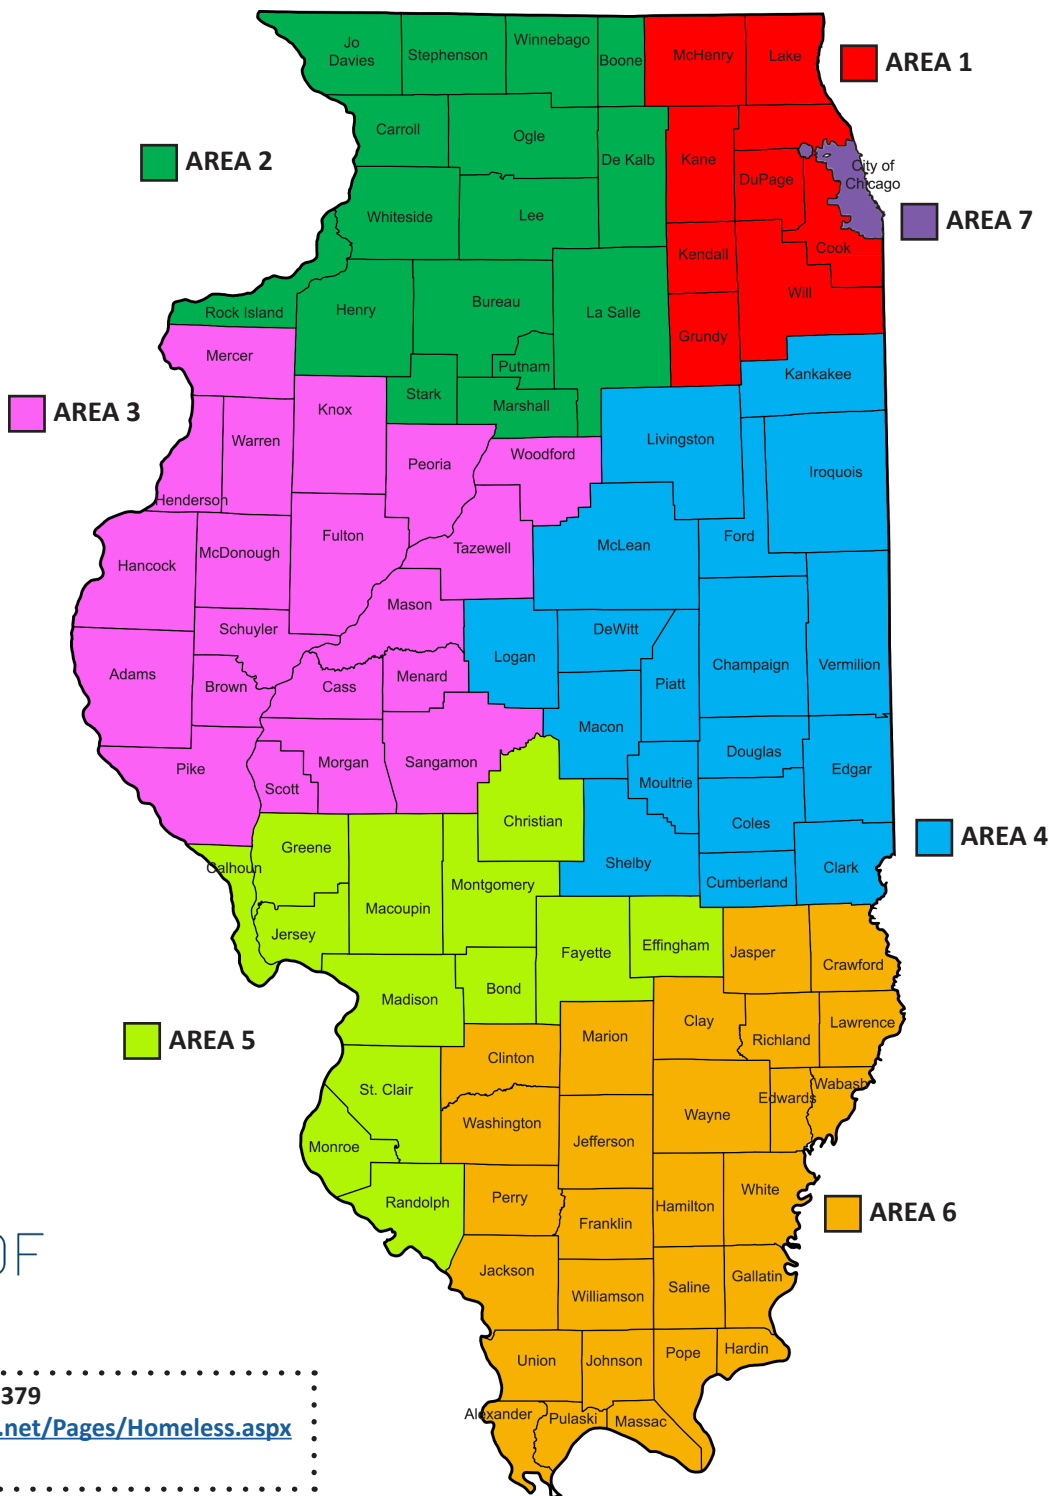 Jo
Davies
Stephenson
Winnebago
Boone
McHenry
Lake
AREA 1
Carroll
Ogle
De Kalb
Kane
DuPage
City of
Chicago
AREA 2
Whiteside
Lee
Kendall
Cook
AREA 7
Rock Island
Henry
Bureau
La Salle
Will
Grundy
Mercer
Putnam
Kankakee
Stark
Marshall
AREA 3
Knox
Warren
Peoria
Woodford
Livingston
Iroquois
Henderson
Hancock
McDonough
Fulton
Tazewell
McLean
Ford
Mason
Schuyler
Logan
DeWitt
Adams
Brown
Cass
Menard
Piatt
Champaign
Vermilion
Macon
Pike
Scott
Morgan
Sangamon
Moultrie
Douglas
Edgar
Christian
Coles
AREA 4
Calhoun
Greene
Montgomery
Shelby
Cumberland
Clark
Macoupin
Jersey
Fayette
Effingham
Jasper
Crawford
Madison
Bond
AREA 5
Marion
Clay
Richland
Lawrence
Clinton
St. Clair
Washington
Wayne
Edwards
Wabash
Monroe
Jefferson
Randolph
Perry
Franklin
Hamilton
White
AREA 6
OF
Jackson
Williamson
Saline
Gallatin
Union
Johnson
Pope
Hardin
Alexander
Pulaski
Massac
379
.net/Pages/Homeless.aspx